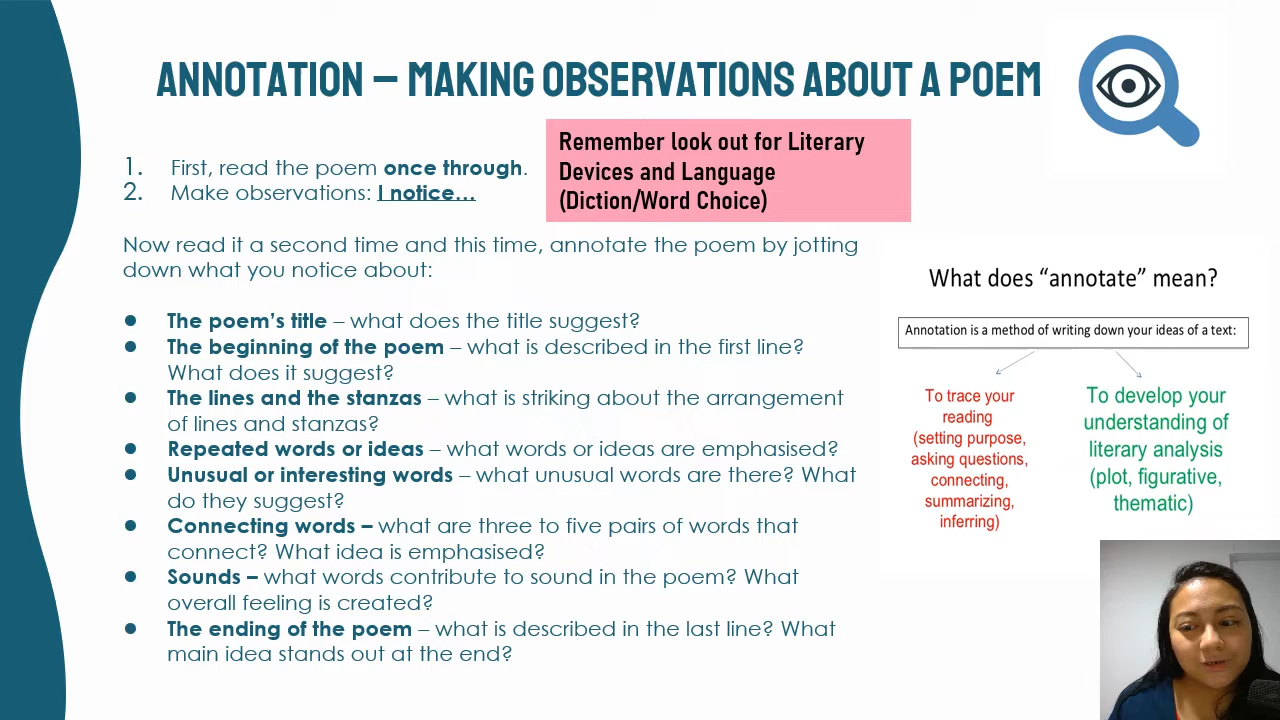 ANNOTATION – MAKING OBSERVATIONS ABOUT A POEM
1. First, read the poem once through.
2. Make observations: I notice…
Remember look out for Literary
Devices and Language
(Diction/Word Choice)
Now read it a second time and this time, annotate the poem by jotting
down what you notice about:
● The poem's title – what does the title suggest?
● The beginning of the poem – what is described in the first line?
What does it suggest?
● The lines and the stanzas – what is striking about the arrangement
of lines and stanzas?
● Repeated words or ideas – what words or ideas are emphasised?
● Unusual or interesting words – what unusual words are there? What
do they suggest?
● Connecting words – what are three to five pairs of words that
connect? What idea is emphasised?
● Sounds – what words contribute to sound in the poem? What
overall feeling is created?
● The ending of the poem – what is described in the last line? What
main idea stands out at the end?
What does “annotate” mean?
Annotation is a method of writing down your ideas of a text:
To trace your
reading
(setting purpose,
asking questions,
connecting,
summarizing,
inferring)
To develop your
understanding of
literary analysis
(plot, figurative,
thematic)